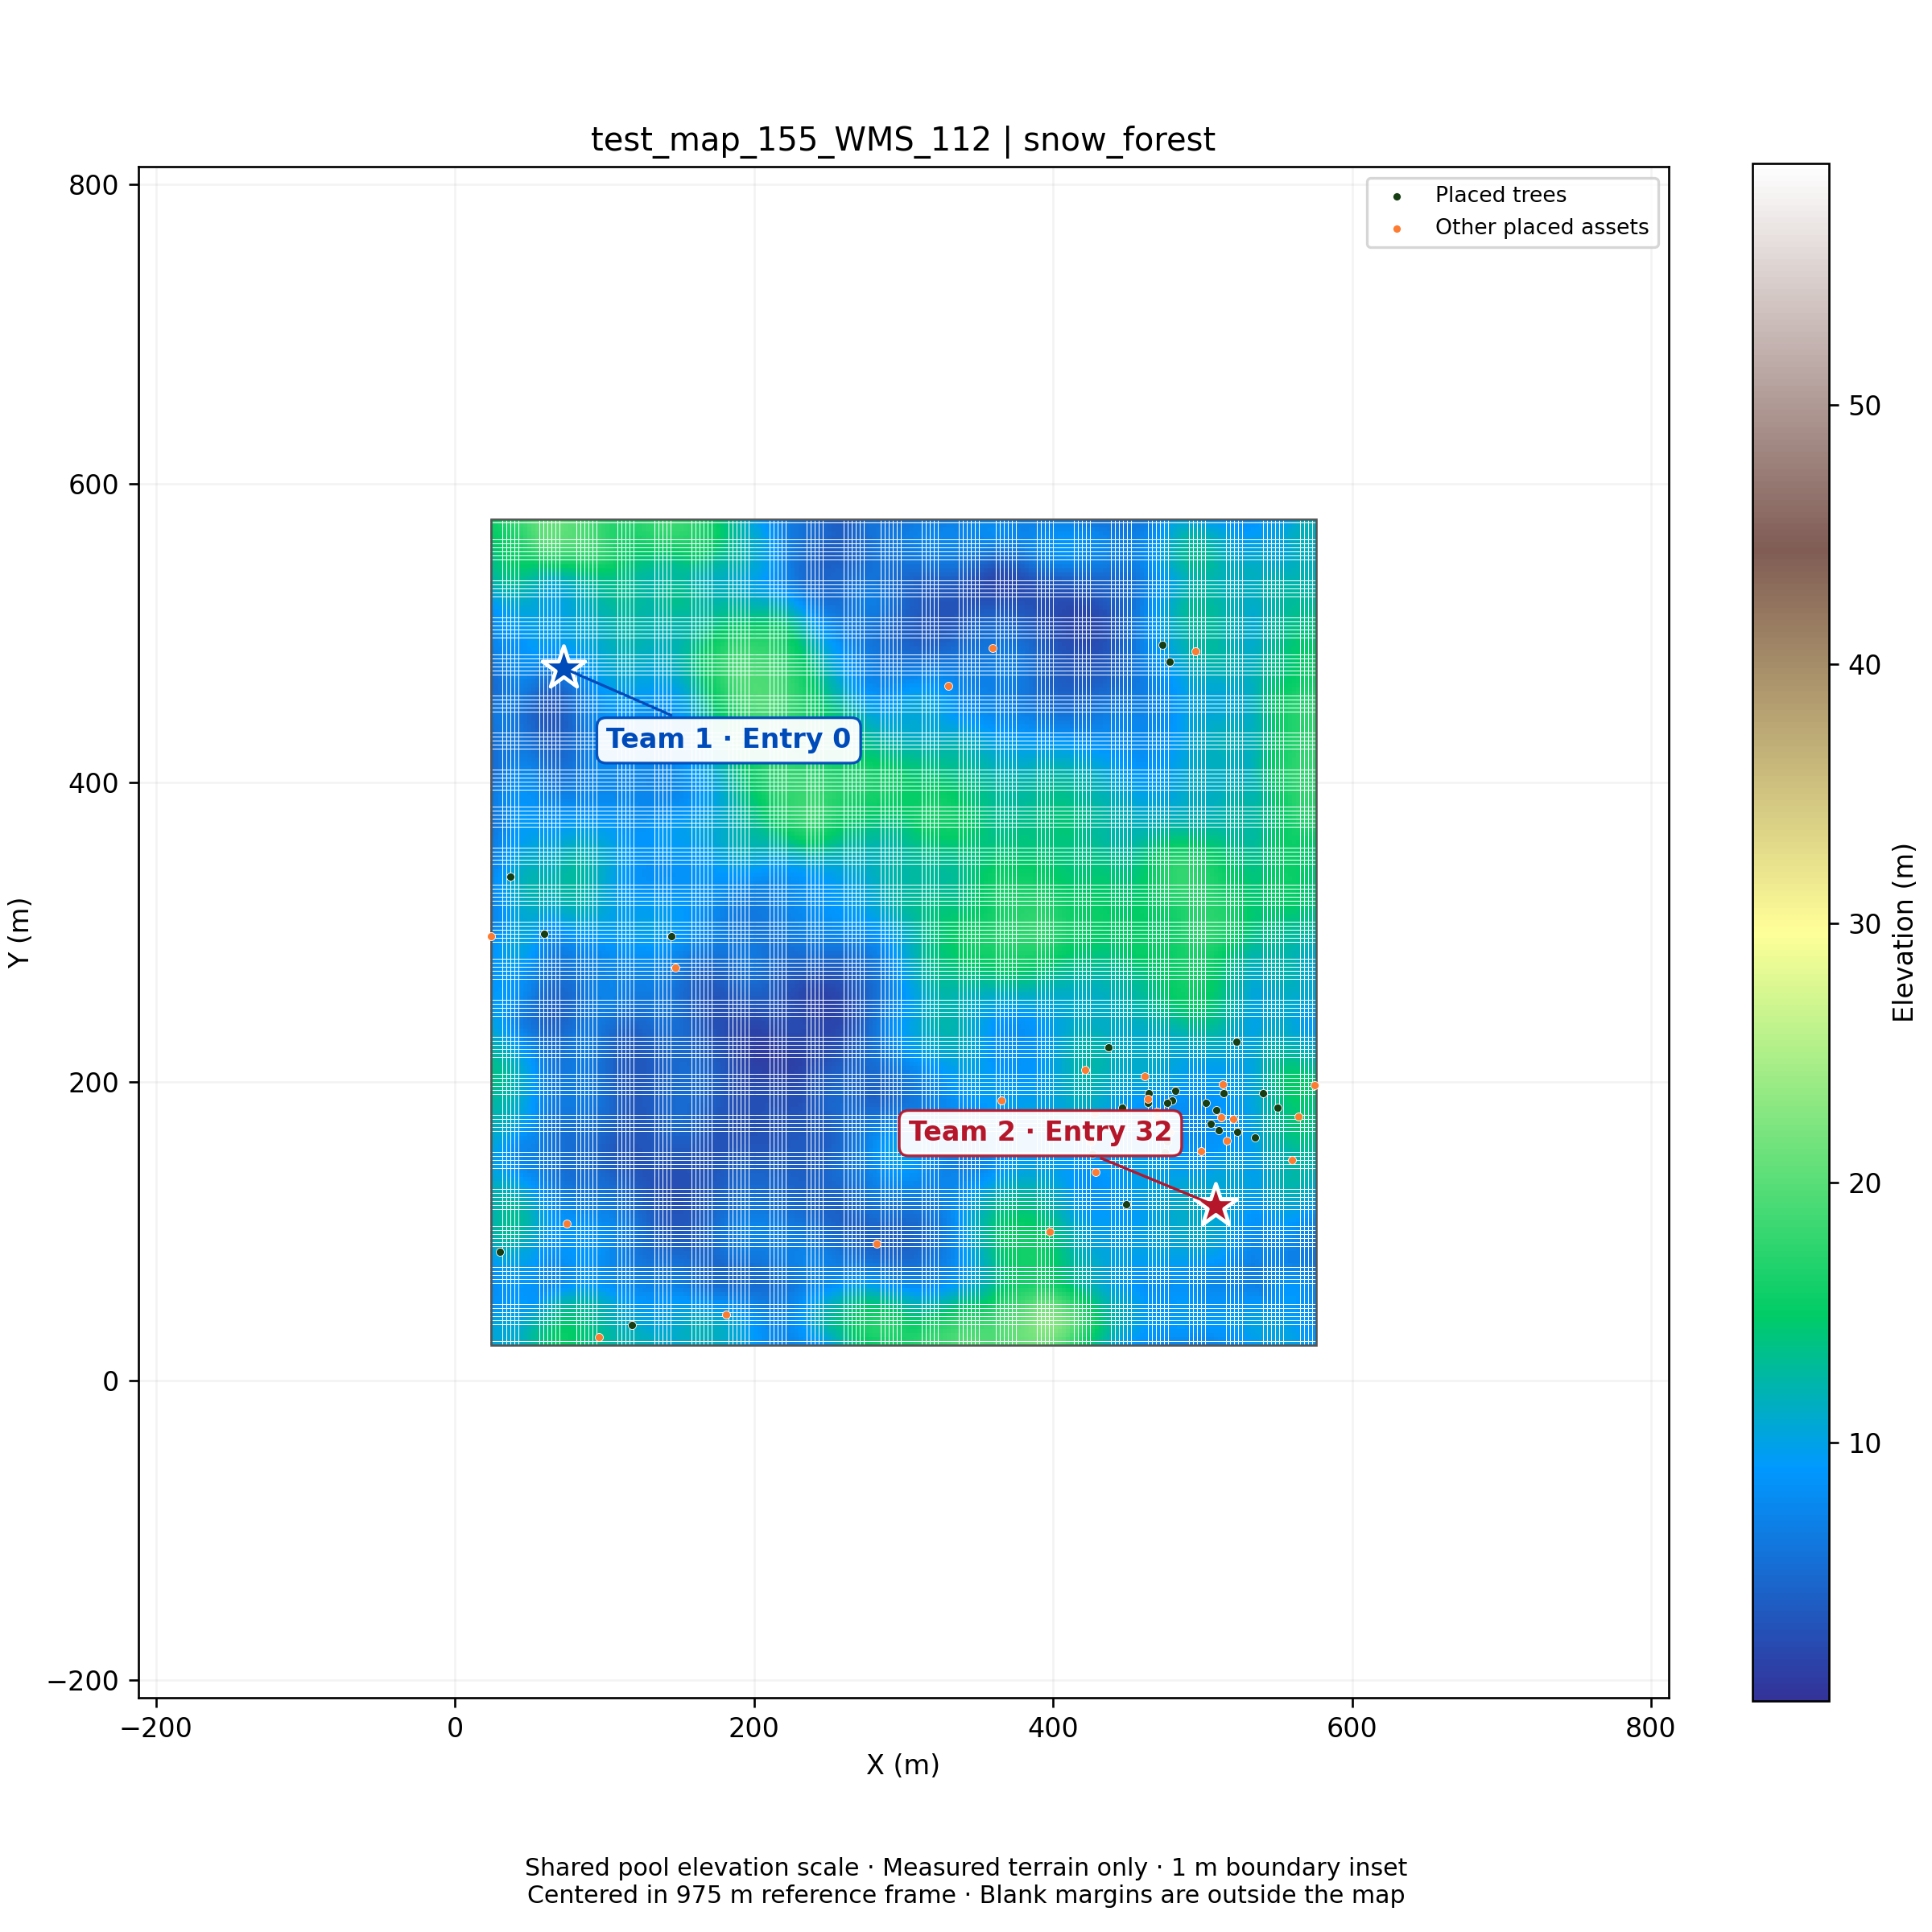 test_map_155_WMS_112 | snow_forest
Placed trees
Other placed assets
Team 1 · Entry 0
Team 2 · Entry 32
800
600
400
200
0
−200
−200
0
200
400
600
800
X (m)
Y (m)
50
40
30
20
10
Elevation (m)
Shared pool elevation scale · Measured terrain only · 1 m boundary inset
Centered in 975 m reference frame · Blank margins are outside the map